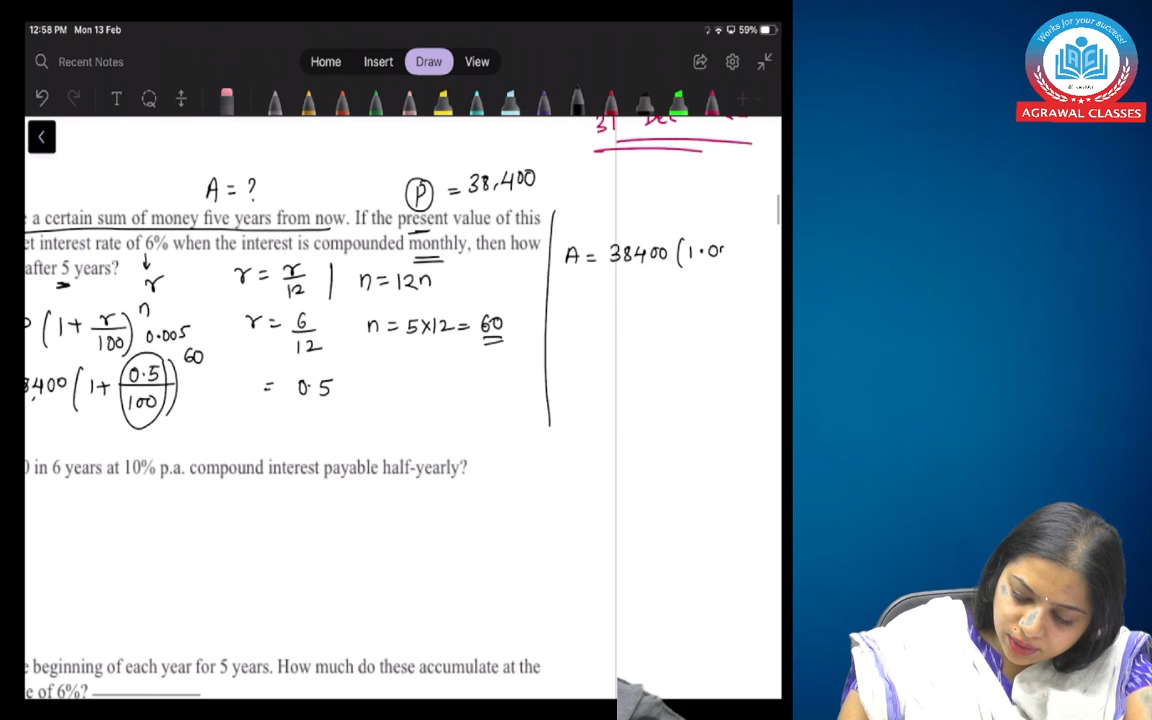 12:58 PM Mon 13 Feb
59%
Recent Notes
Home Insert Draw View
Works for your success!
AC
AGRAWAL CLASSES
31 Dec
A = ?
P = 38,400
a certain sum of money five years from now. If the present value of this
et interest rate of 6% when the interest is compounded monthly, then how
after 5 years?
r
r = r/12 | n = 12n
(1 + r/100)^n
0.005
r = 6/12
n = 5×12 = 60
400 (1 + 0.5/100)^60
= 0.5
A = 38400 (1.0
in 6 years at 10% p.a. compound interest payable half-yearly?
beginning of each year for 5 years. How much do these accumulate at the
e of 6%?